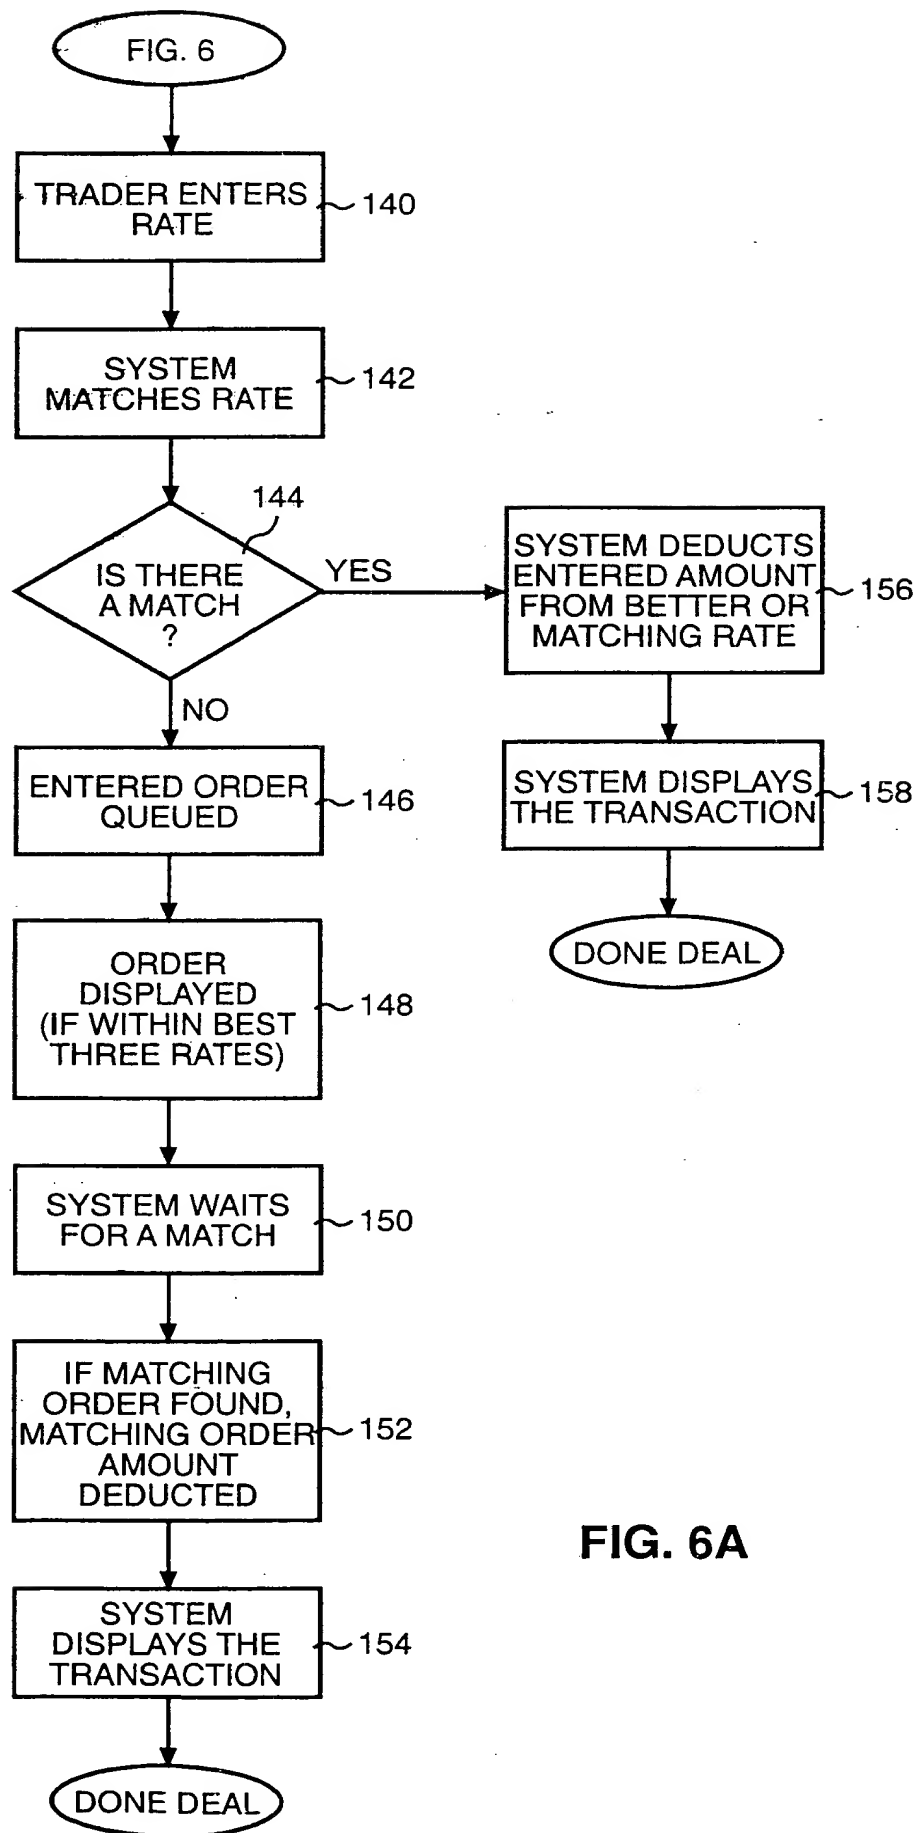 FIG. 6
TRADER ENTERS
RATE
140
SYSTEM
MATCHES RATE
142
144
IS THERE
A MATCH
?
YES
NO
SYSTEM DEDUCTS
ENTERED AMOUNT
FROM BETTER OR
MATCHING RATE
156
SYSTEM DISPLAYS
THE TRANSACTION
158
DONE DEAL
ENTERED ORDER
QUEUED
146
ORDER
DISPLAYED
(IF WITHIN BEST
THREE RATES)
148
SYSTEM WAITS
FOR A MATCH
150
IF MATCHING
ORDER FOUND,
MATCHING ORDER
AMOUNT
DEDUCTED
152
SYSTEM
DISPLAYS THE
TRANSACTION
154
DONE DEAL
FIG. 6A